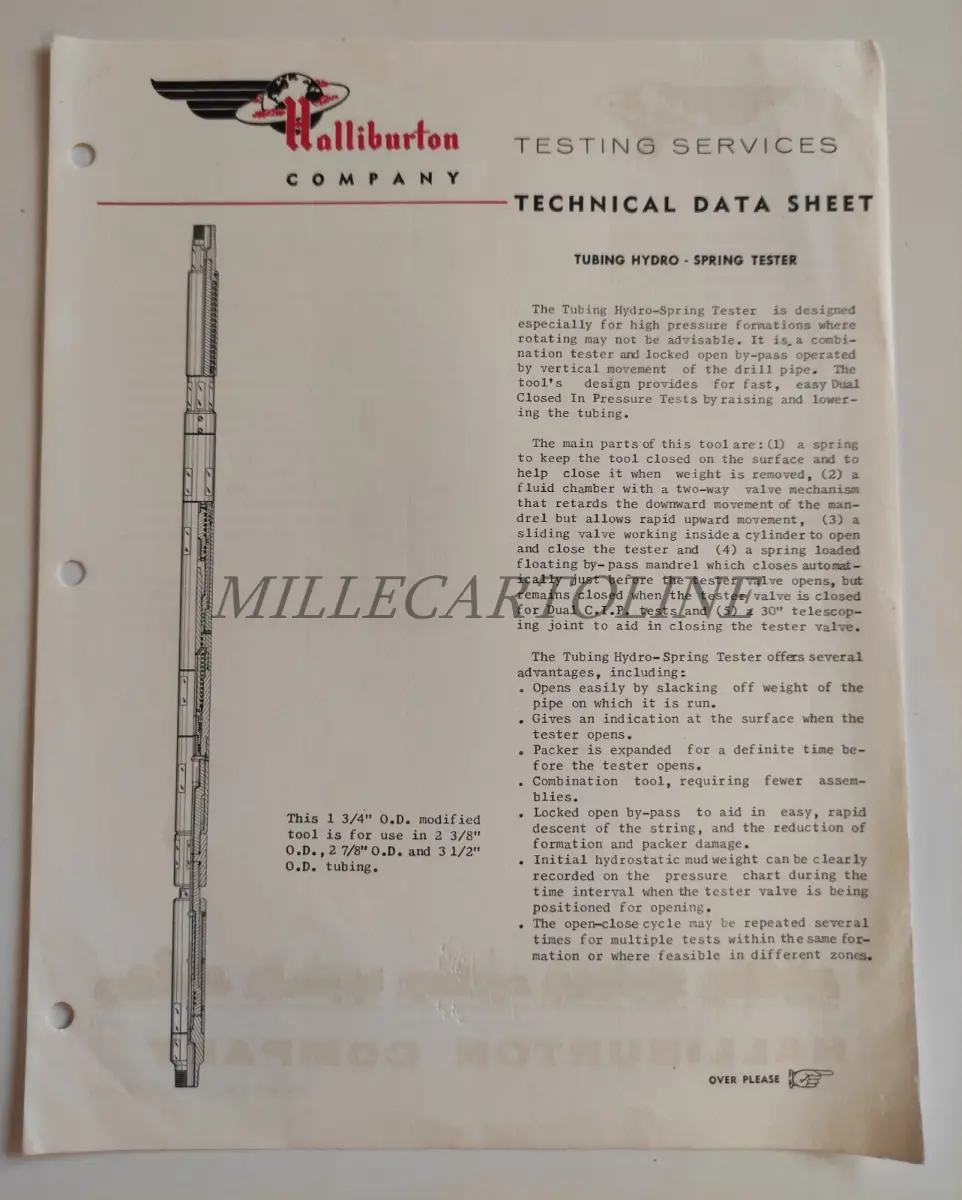 Halliburton
COMPANY
TESTING SERVICES
TECHNICAL DATA SHEET
TUBING HYDRO - SPRING TESTER
The Tubing Hydro-Spring Tester is designed
especially for high pressure formations where
rotating may not be advisable. It is a combi-
nation tester and locked open by-pass operated
by vertical movement of the drill pipe. The
tool's design provides for fast, easy Dual
Closed In Pressure Tests by raising and lower-
ing the tubing.
The main parts of this tool are: (1) a spring
to keep the tool closed on the surface and to
help close it when weight is removed, (2) a
fluid chamber with a two-way valve mechanism
that retards the downward movement of the man-
drel but allows rapid upward movement, (3) a
sliding valve working inside a cylinder to open
and close the tester and (4) a spring loaded
floating by-pass mandrel which closes automat-
ically just before the tester valve opens, but
remains closed when the tester valve is closed
for Dual C.I.P. tests and (5) a 30" telescop-
ing joint to aid in closing the tester valve.
The Tubing Hydro-Spring Tester offers several
advantages, including:
. Opens easily by slacking off weight of the
pipe on which it is run.
. Gives an indication at the surface when the
tester opens.
. Packer is expanded for a definite time be-
fore the tester opens.
. Combination tool, requiring fewer assem-
blies.
. Locked open by-pass to aid in easy, rapid
descent of the string, and the reduction of
formation and packer damage.
. Initial hydrostatic mud weight can be clearly
recorded on the pressure chart during the
time interval when the tester valve is being
positioned for opening.
. The open-close cycle may be repeated several
times for multiple tests within the same for-
mation or where feasible in different zones.
This 1 3/4" O.D. modified
tool is for use in 2 3/8"
O.D., 2 7/8" O.D. and 3 1/2"
O.D. tubing.
MILLECARTOLINE
HALLIBURTON COMPANY
OVER PLEASE